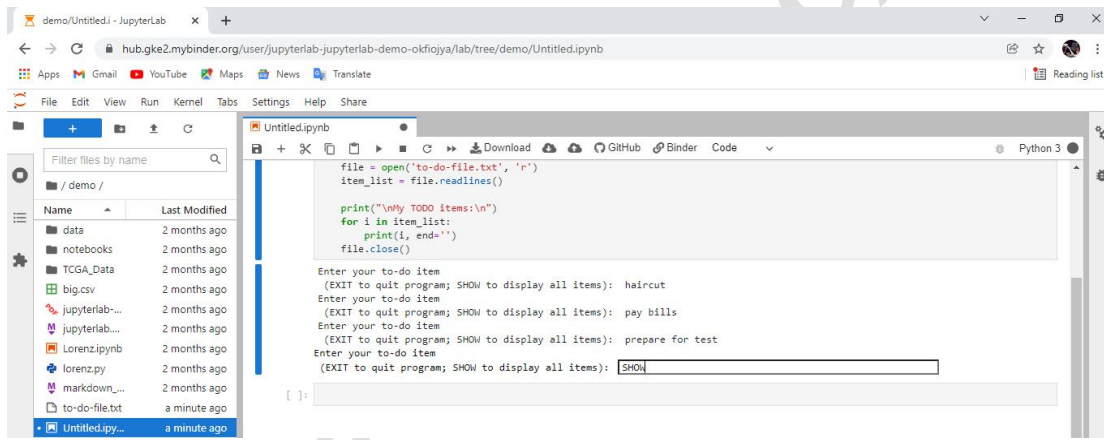 demo/Untitled.i - JupyterLab
hub.gke2.mybinder.org/user/jupyterlab-jupyterlab-demo-okfiojya/lab/tree/demo/Untitled.ipynb
Apps Gmail YouTube Maps News Translate Reading list
File Edit View Run Kernel Tabs Settings Help Share
Untitled.ipynb
Download GitHub Binder Code Python 3
Filter files by name
/ demo /
Name Last Modified
data 2 months ago
notebooks 2 months ago
TCGA_Data 2 months ago
big.csv 2 months ago
jupyterlab-... 2 months ago
jupyterlab.... 2 months ago
Lorenz.ipynb 2 months ago
lorenz.py 2 months ago
markdown_... 2 months ago
to-do-file.txt a minute ago
Untitled.ipy... a minute ago
file = open('to-do-file.txt', 'r')
item_list = file.readlines()
print("\nMy TODO items:\n")
for i in item_list:
print(i, end='')
file.close()
Enter your to-do item
(EXIT to quit program; SHOW to display all items): haircut
Enter your to-do item
(EXIT to quit program; SHOW to display all items): pay bills
Enter your to-do item
(EXIT to quit program; SHOW to display all items): prepare for test
Enter your to-do item
(EXIT to quit program; SHOW to display all items): SHOW
[ ]: